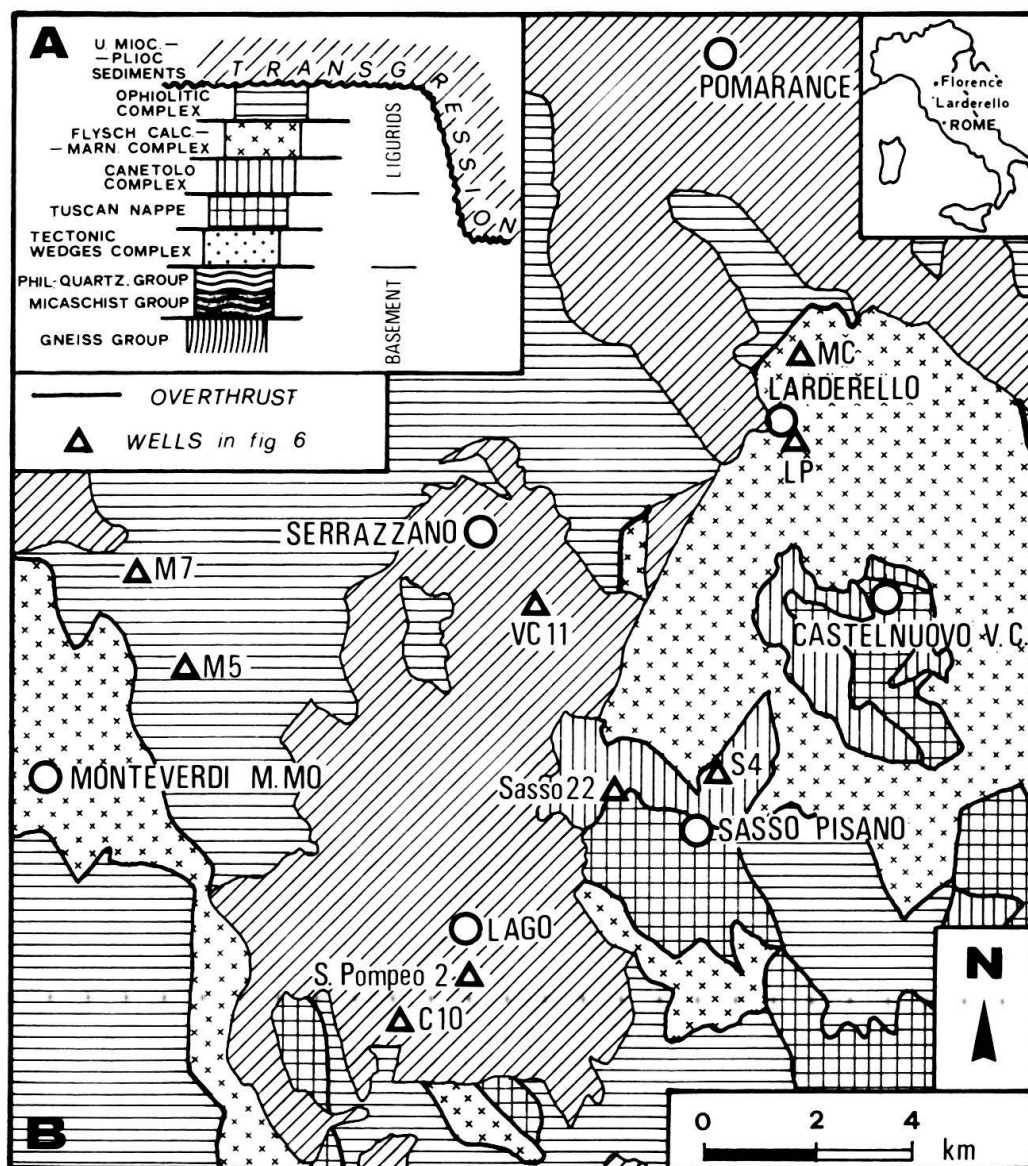 A
U. MIOC.—
—PLIOC
SEDIMENTS
TRANSGRESSION
OPHIOLITIC
COMPLEX
FLYSCH CALC.—
—MARN. COMPLEX
CANETOLO
COMPLEX
LIGURIDS
TUSCAN NAPPE
TECTONIC
WEDGES COMPLEX
PHIL-QUARTZ. GROUP
MICASCHIST GROUP
GNEISS GROUP
BASEMENT
OVERTHRUST
WELLS in fig 6
Florence
Larderello
ROME
POMARANCE
MC
LARDERELLO
LP
SERRAZZANO
M7
VC 11
CASTELNUOVO V. C.
M5
MONTEVERDI M.MO
Sasso 22
S4
SASSO PISANO
LAGO
S. Pompeo 2
C10
N
B
0 2 4
km